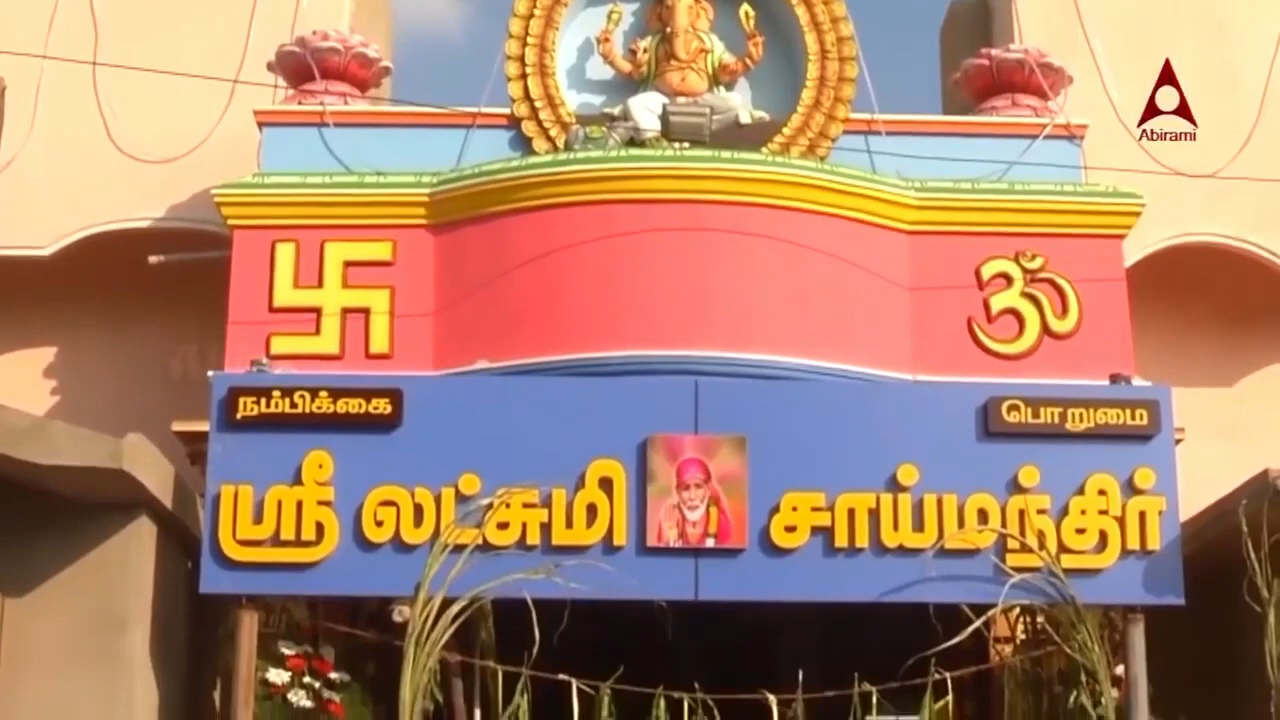 Abirami
ॐ
நம்பிக்கை
பொறுமை
ஸ்ரீ லட்சுமி சாய்மந்திர்